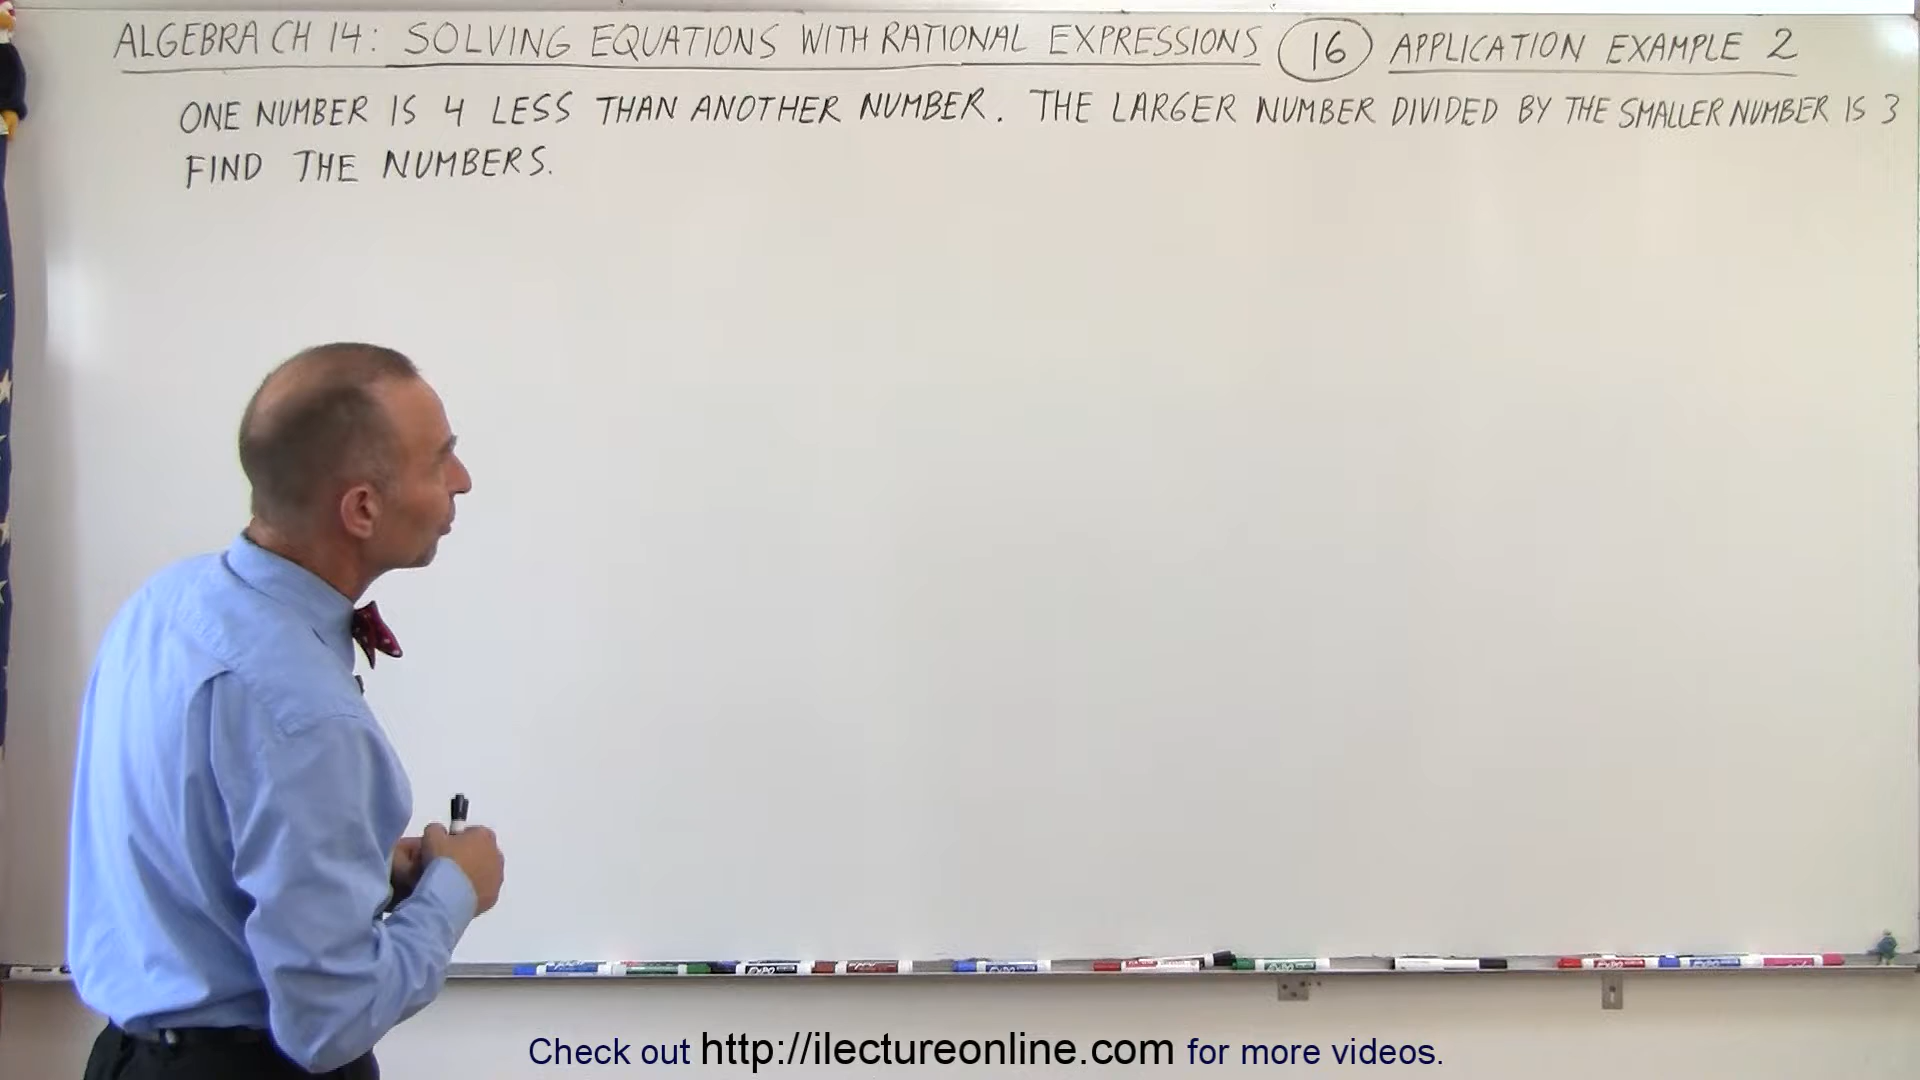 ALGEBRA CH 14: SOLVING EQUATIONS WITH RATIONAL EXPRESSIONS 16 APPLICATION EXAMPLE 2
ONE NUMBER IS 4 LESS THAN ANOTHER NUMBER. THE LARGER NUMBER DIVIDED BY THE SMALLER NUMBER IS 3
FIND THE NUMBERS.
Check out http://ilectureonline.com for more videos.